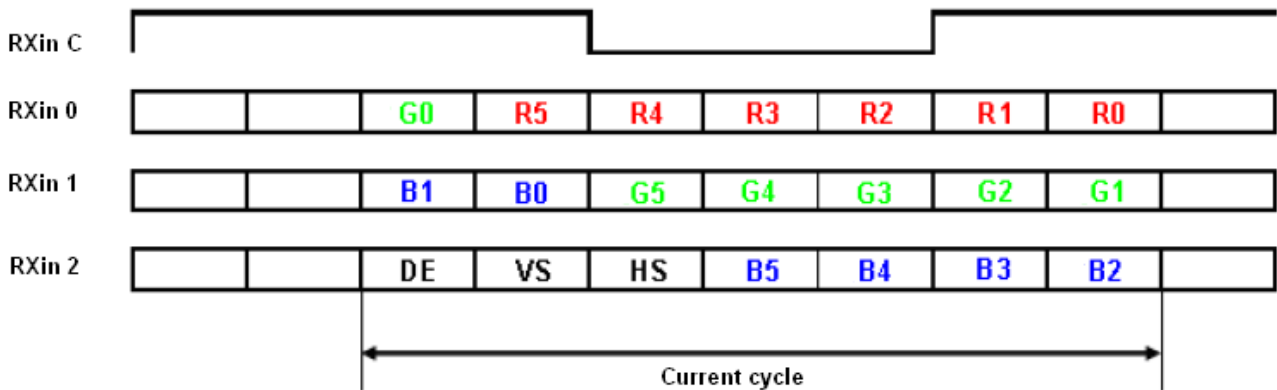 RXin C
RXin 0 G0 R5 R4 R3 R2 R1 R0
RXin 1 B1 B0 G5 G4 G3 G2 G1
RXin 2 DE VS HS B5 B4 B3 B2
Current cycle